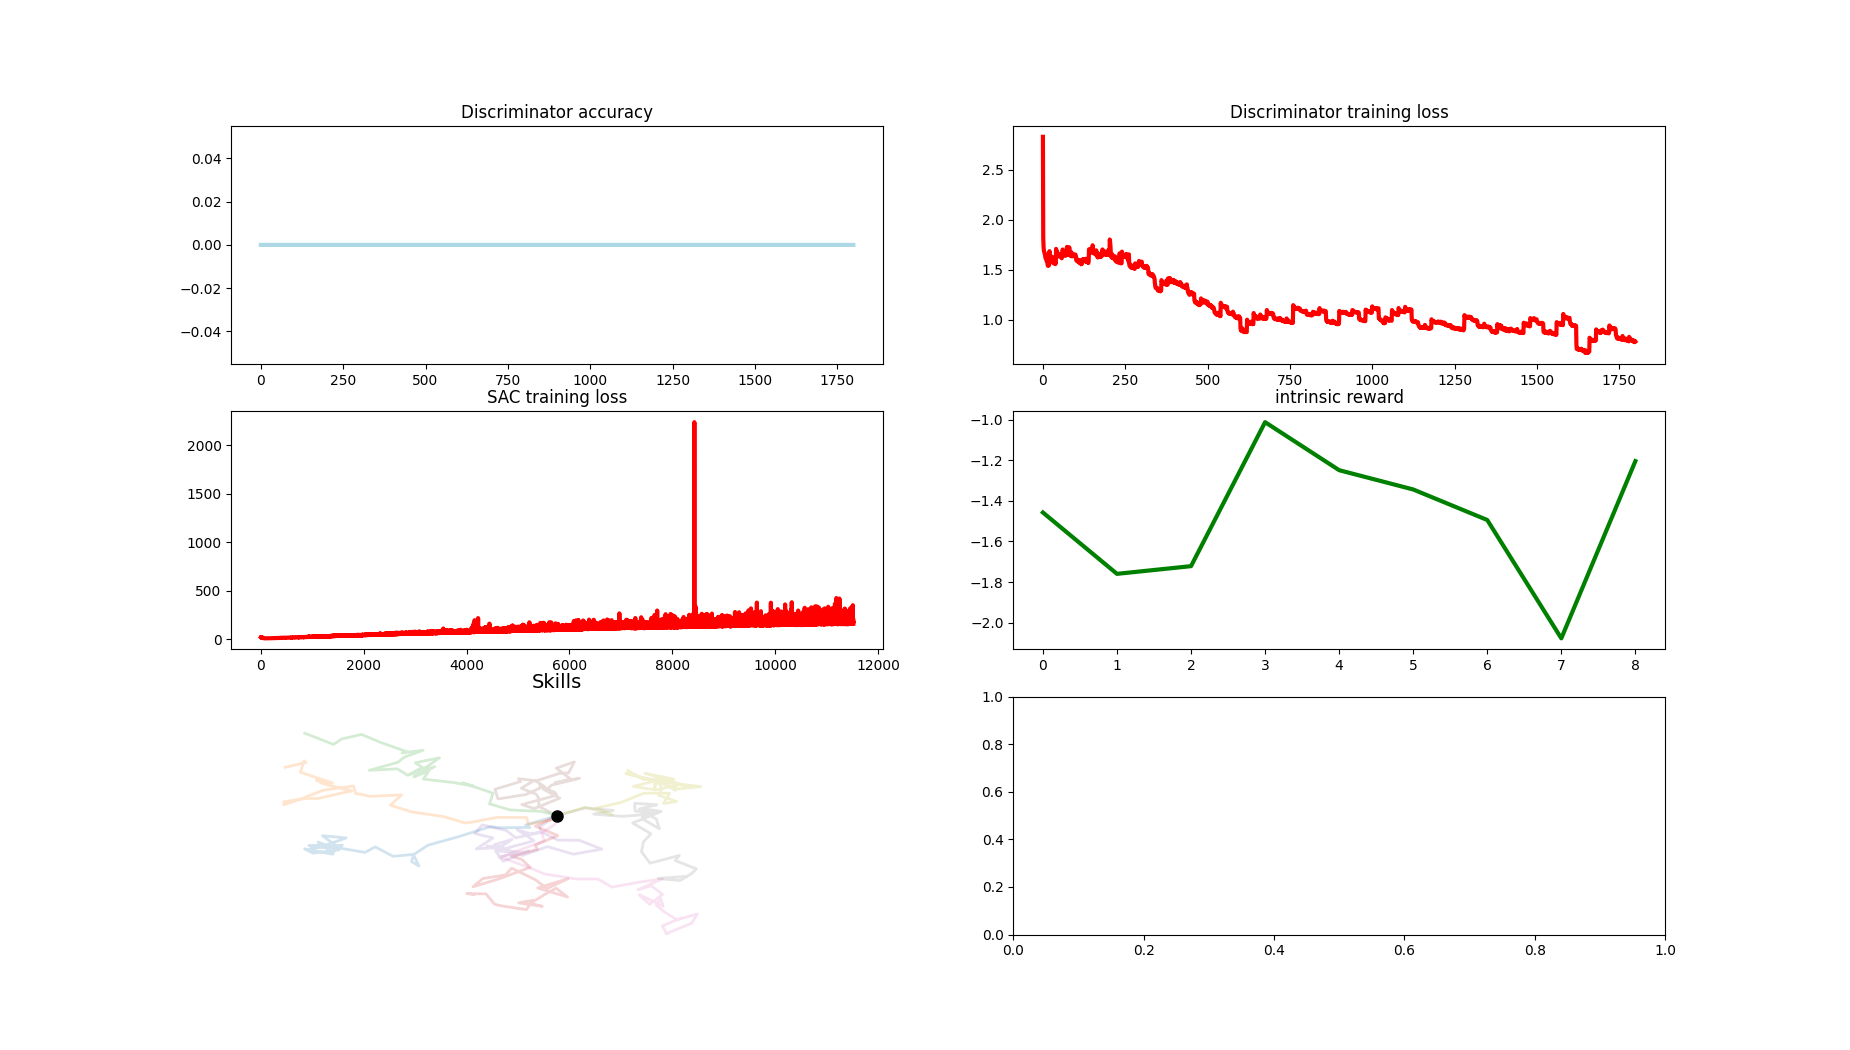 Discriminator accuracy
0.04
0.02
0.00
−0.02
−0.04
0 250 500 750 1000 1250 1500 1750
Discriminator training loss
2.5
2.0
1.5
1.0
0 250 500 750 1000 1250 1500 1750
SAC training loss
2000
1500
1000
500
0
0 2000 4000 6000 8000 10000 12000
intrinsic reward
−1.0
−1.2
−1.4
−1.6
−1.8
−2.0
0 1 2 3 4 5 6 7 8
Skills
1.0
0.8
0.6
0.4
0.2
0.0
0.0 0.2 0.4 0.6 0.8 1.0